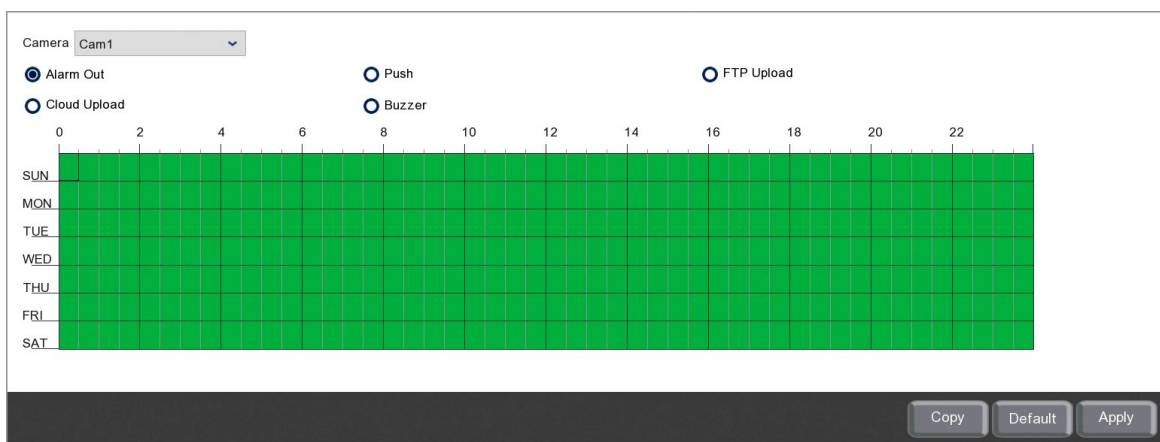 Camera Cam1
Alarm Out Push FTP Upload
Cloud Upload Buzzer
0 2 4 6 8 10 12 14 16 18 20 22
SUN
MON
TUE
WED
THU
FRI
SAT
Copy Default Apply